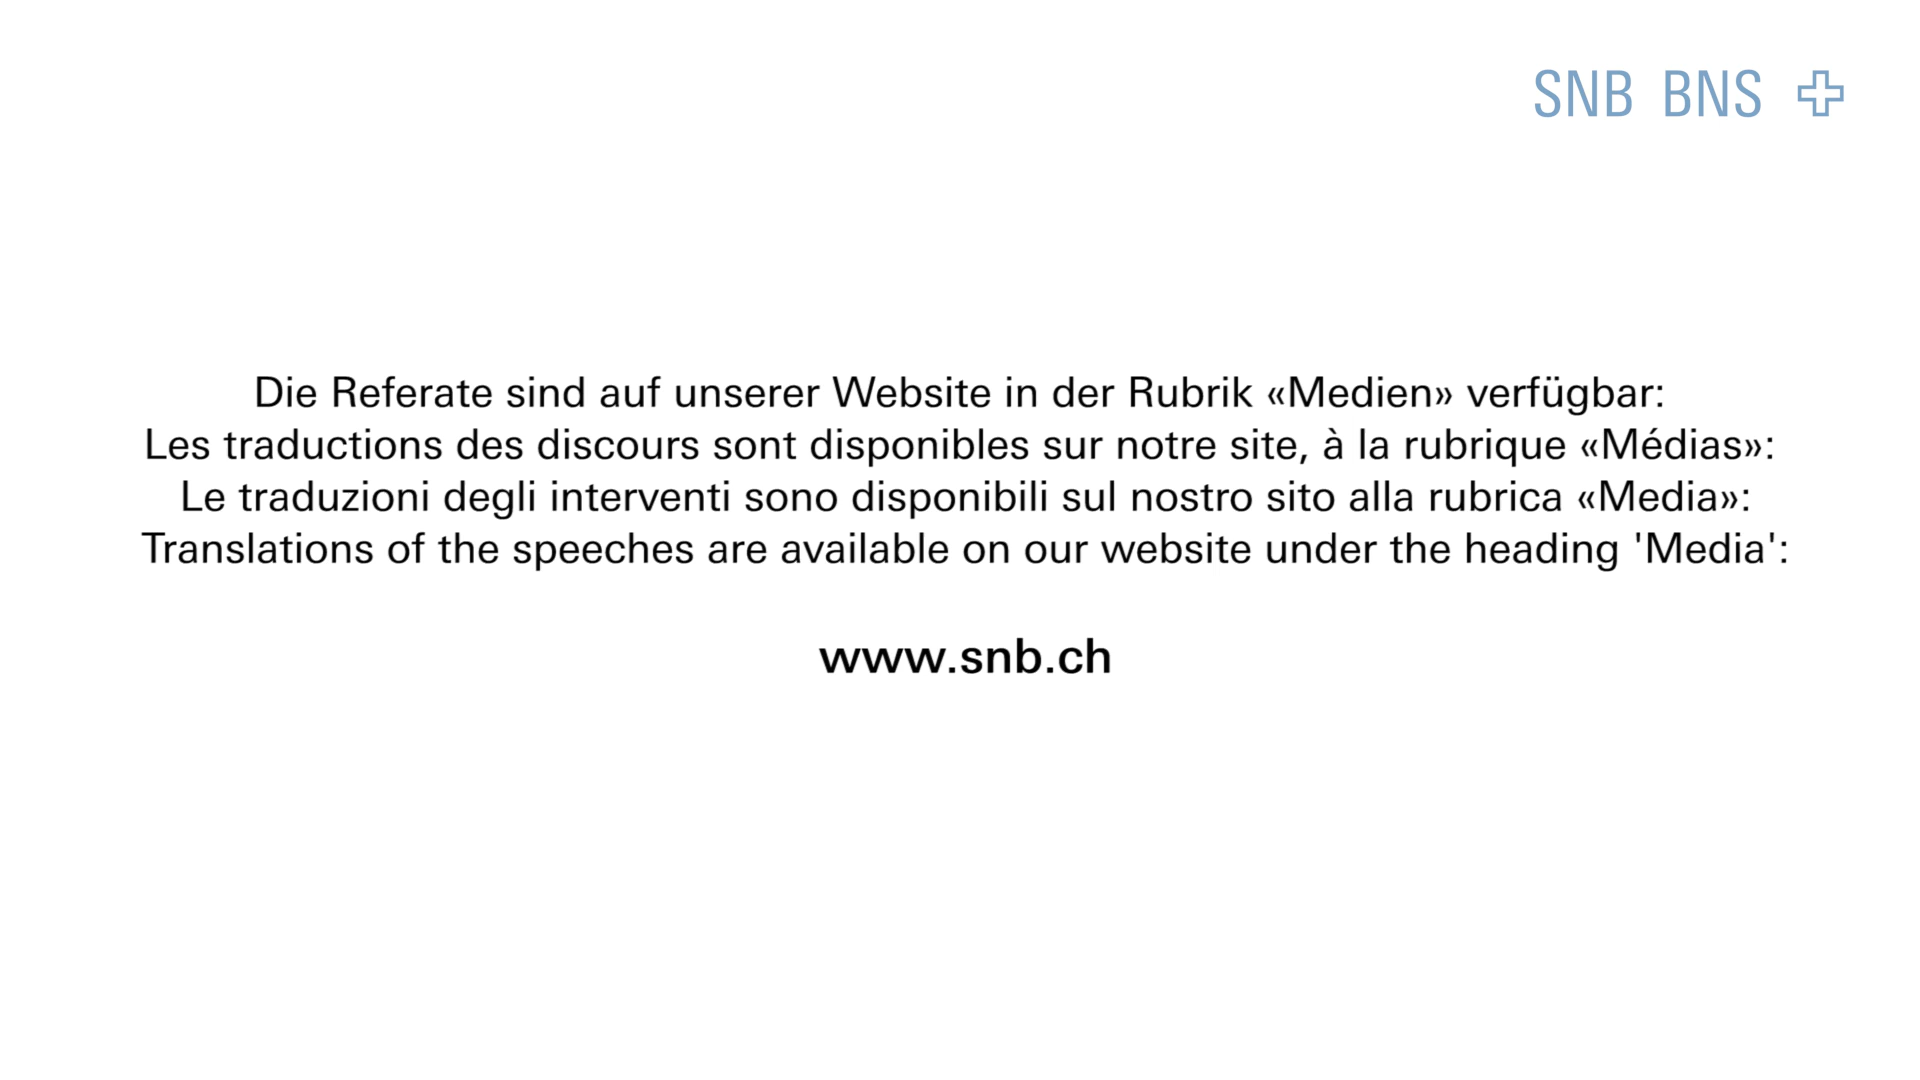 SNB BNS
Die Referate sind auf unserer Website in der Rubrik «Medien» verfügbar:
Les traductions des discours sont disponibles sur notre site, à la rubrique «Médias»:
Le traduzioni degli interventi sono disponibili sul nostro sito alla rubrica «Media»:
Translations of the speeches are available on our website under the heading 'Media':
www.snb.ch